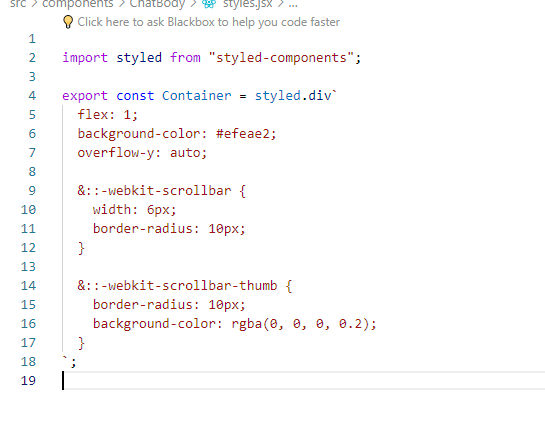 src > components > ChatBody > styles.jsx > ...
Click here to ask Blackbox to help you code faster
1
2 import styled from "styled-components";
3
4 export const Container = styled.div`
5 flex: 1;
6 background-color: #efeae2;
7 overflow-y: auto;
8
9 &::-webkit-scrollbar {
10 width: 6px;
11 border-radius: 10px;
12 }
13
14 &::-webkit-scrollbar-thumb {
15 border-radius: 10px;
16 background-color: rgba(0, 0, 0, 0.2);
17 }
18 `;
19